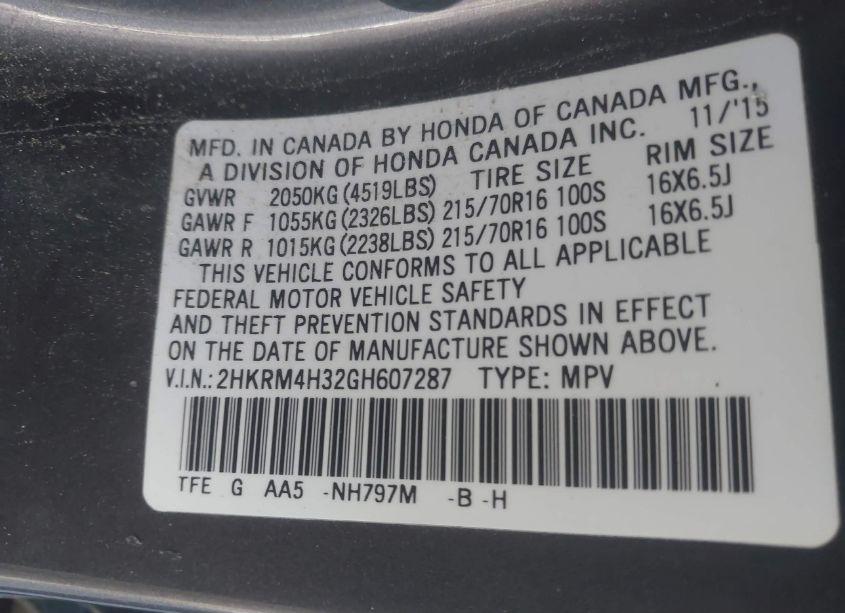 MFD. IN CANADA BY HONDA OF CANADA MFG.,
A DIVISION OF HONDA CANADA INC. 11/'15
GVWR 2050KG (4519LBS) TIRE SIZE RIM SIZE
GAWR F 1055KG (2326LBS) 215/70R16 100S 16X6.5J
GAWR R 1015KG (2238LBS) 215/70R16 100S 16X6.5J
THIS VEHICLE CONFORMS TO ALL APPLICABLE
FEDERAL MOTOR VEHICLE SAFETY
AND THEFT PREVENTION STANDARDS IN EFFECT
ON THE DATE OF MANUFACTURE SHOWN ABOVE.
V.I.N.: 2HKRM4H32GH607287 TYPE: MPV
TFE G AA5 -NH797M -B -H